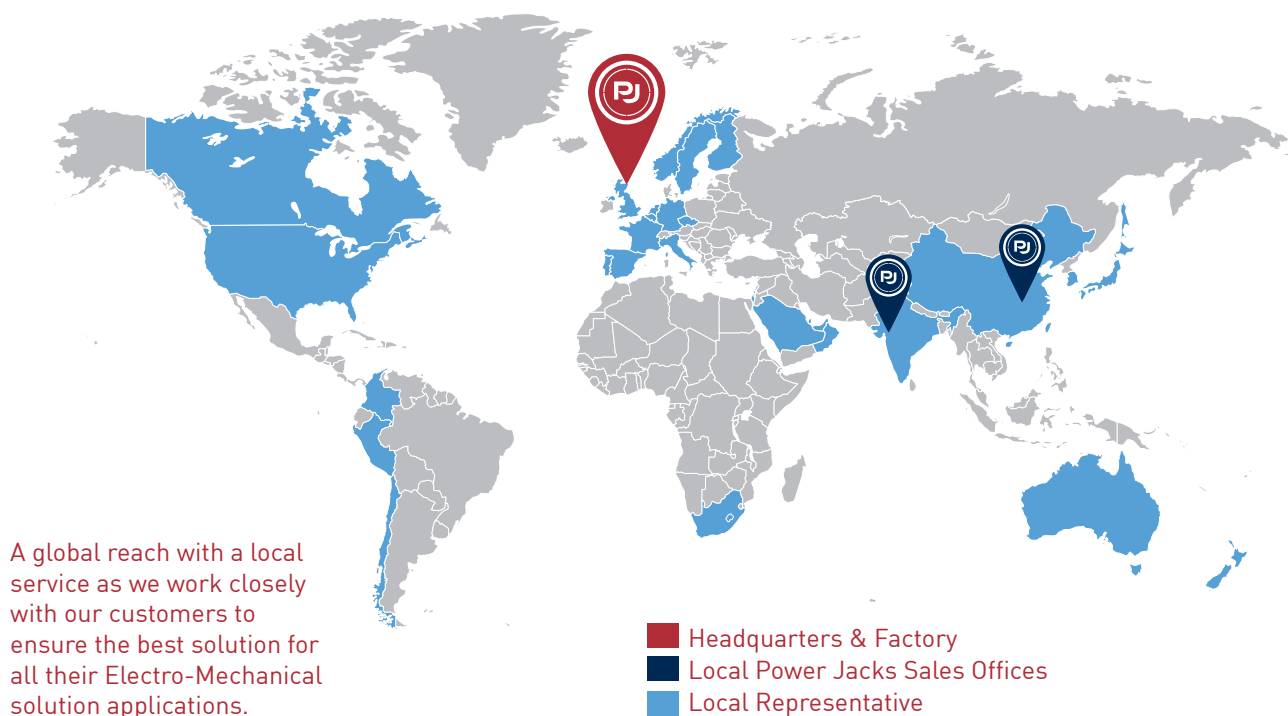 PJ
PJ
PJ
A global reach with a local
service as we work closely
with our customers to
ensure the best solution for
all their Electro-Mechanical
solution applications.
Headquarters & Factory
Local Power Jacks Sales Offices
Local Representative